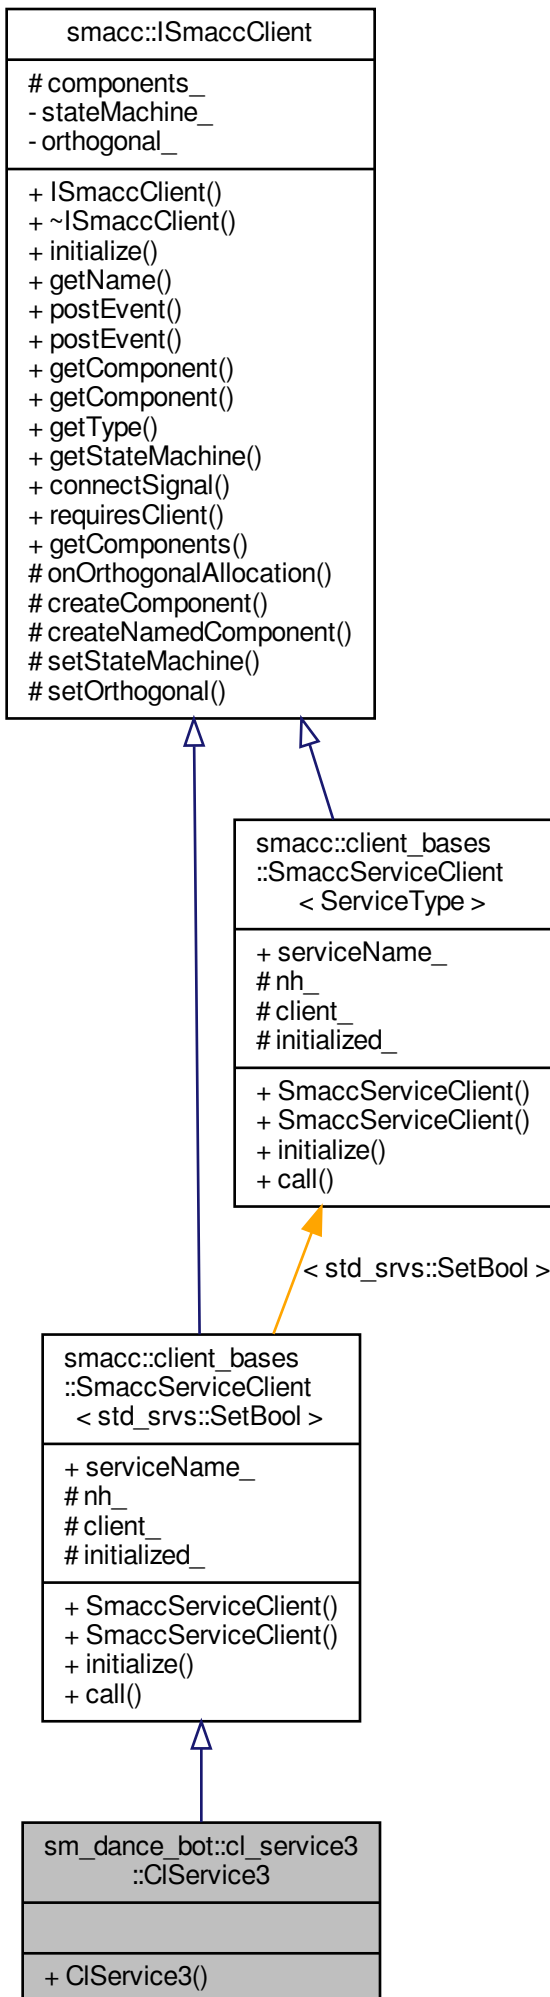 smacc::ISmaccClient
# components_
- stateMachine_
- orthogonal_
+ ISmaccClient()
+ ~ISmaccClient()
+ initialize()
+ getName()
+ postEvent()
+ postEvent()
+ getComponent()
+ getComponent()
+ getType()
+ getStateMachine()
+ connectSignal()
+ requiresClient()
+ getComponents()
# onOrthogonalAllocation()
# createComponent()
# createNamedComponent()
# setStateMachine()
# setOrthogonal()
smacc::client_bases
::SmaccServiceClient
< ServiceType >
+ serviceName_
# nh_
# client_
# initialized_
+ SmaccServiceClient()
+ SmaccServiceClient()
+ initialize()
+ call()
< std_srvs::SetBool >
smacc::client_bases
::SmaccServiceClient
< std_srvs::SetBool >
+ serviceName_
# nh_
# client_
# initialized_
+ SmaccServiceClient()
+ SmaccServiceClient()
+ initialize()
+ call()
sm_dance_bot::cl_service3
::ClService3
+ ClService3()